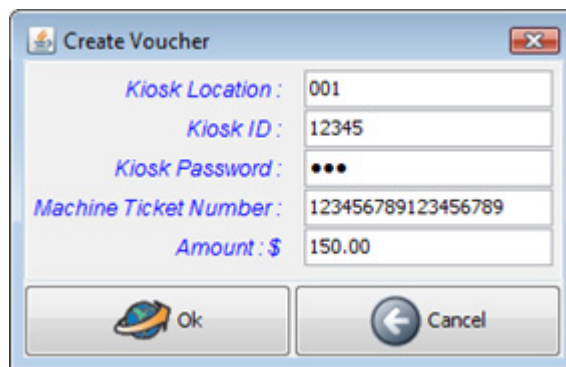 Create Voucher
Kiosk Location : 001
Kiosk ID : 12345
Kiosk Password : ●●●
Machine Ticket Number : 123456789123456789
Amount : $ 150.00
Ok Cancel